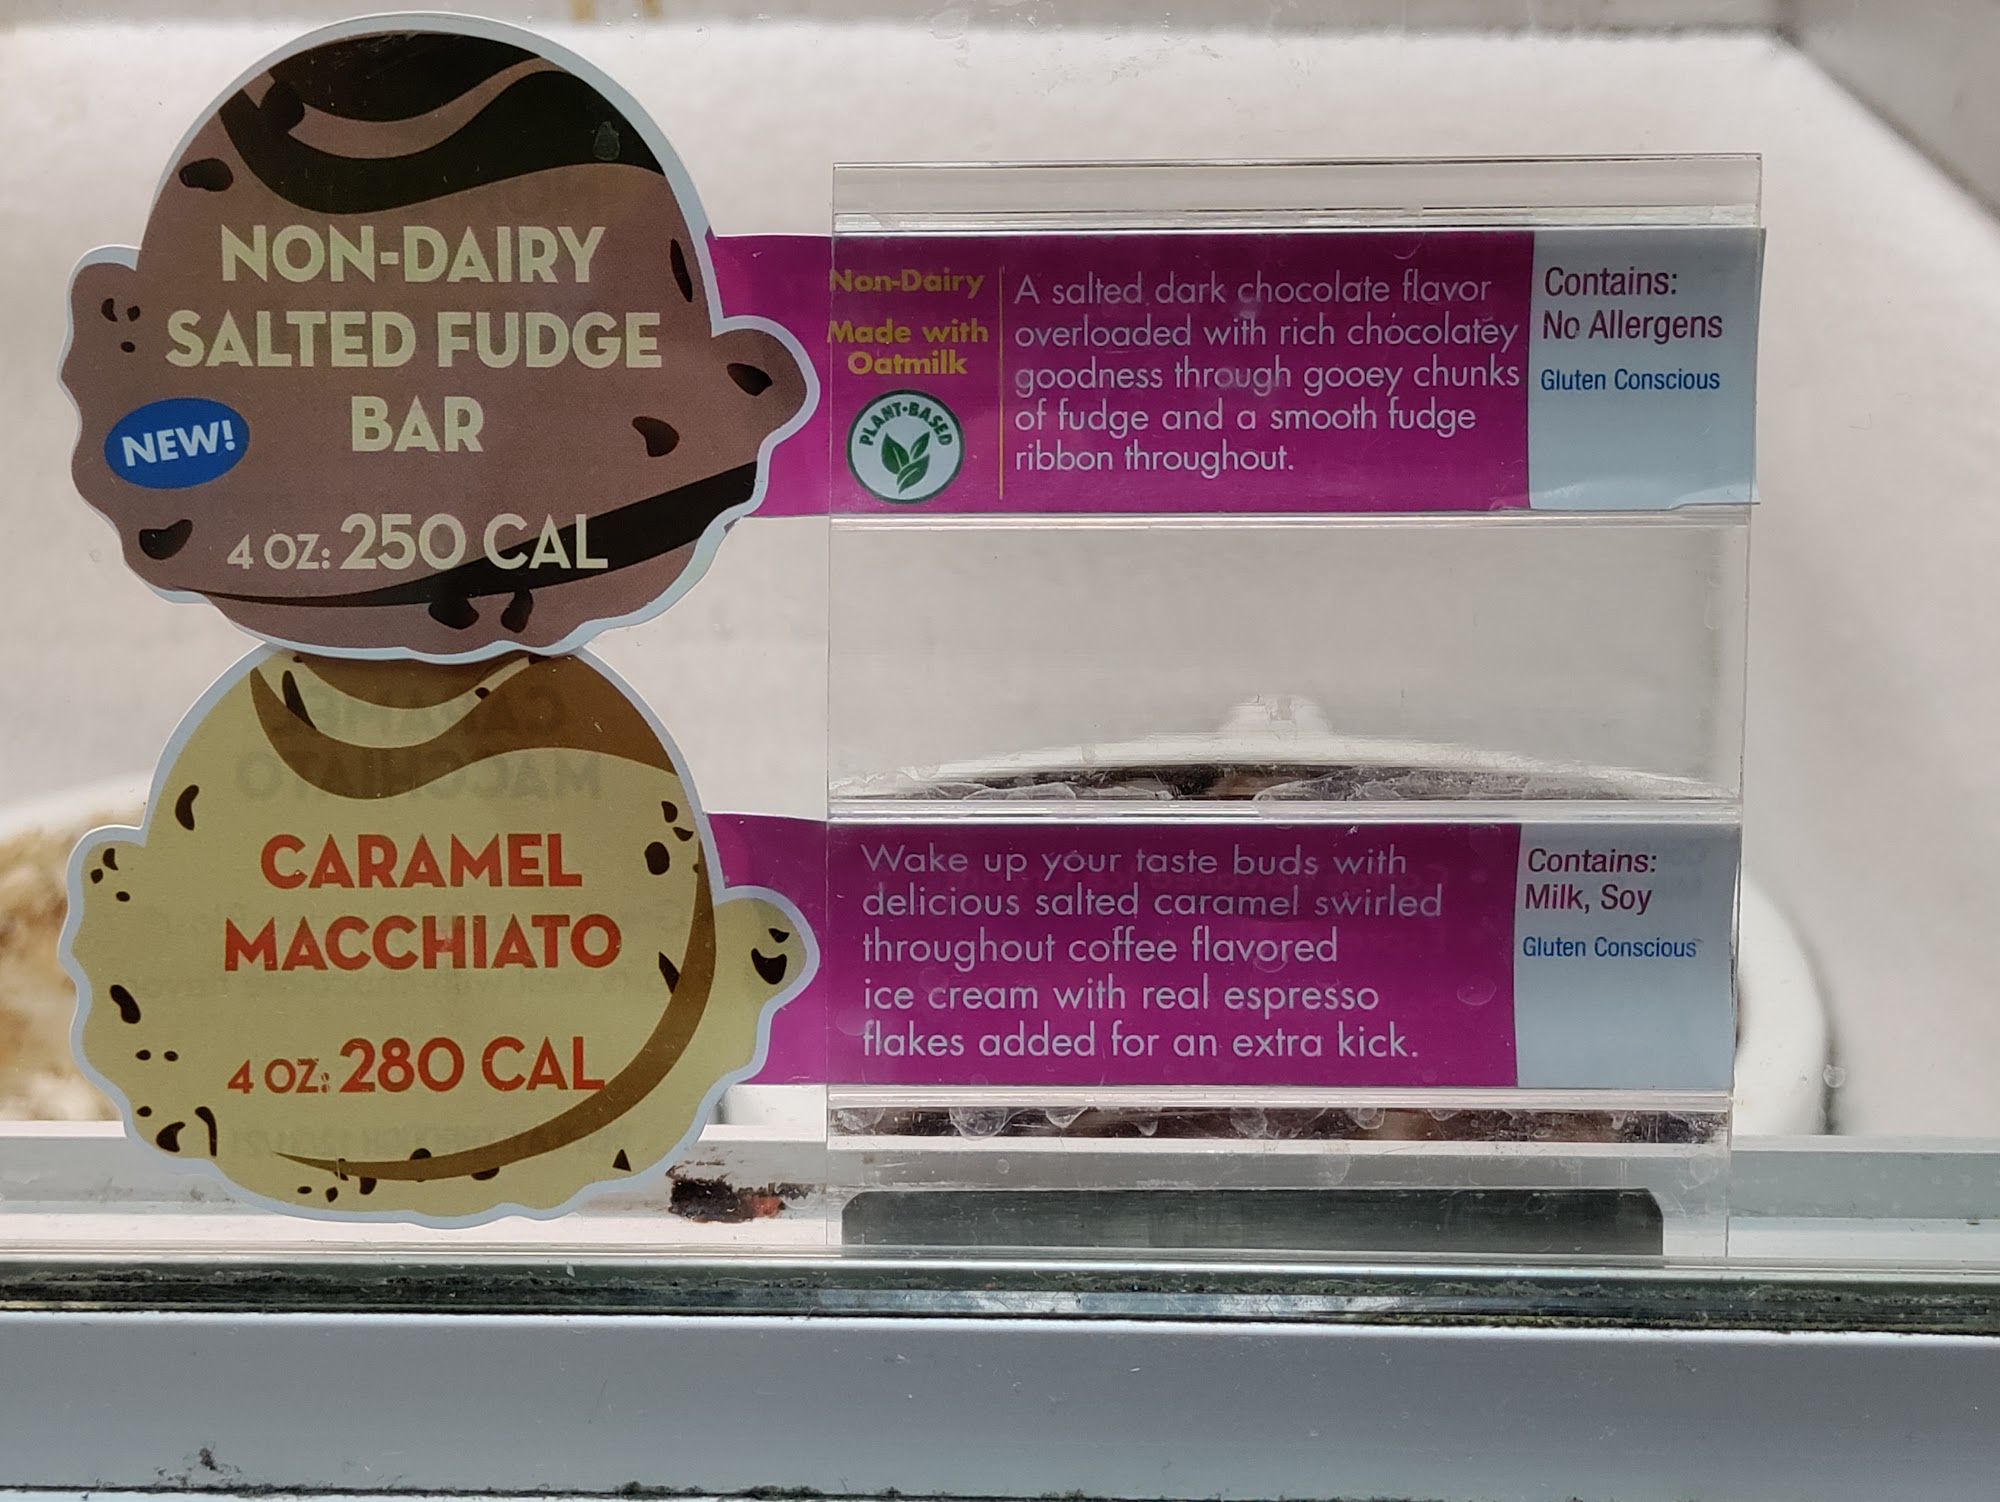 NON-DAIRY
SALTED FUDGE
BAR
NEW!
4 OZ: 250 CAL
Non-Dairy
Made with
Oatmilk
PLANT-BASED
A salted dark chocolate flavor
overloaded with rich chocolatey
goodness through gooey chunks
of fudge and a smooth fudge
ribbon throughout.
Contains:
No Allergens
Gluten Conscious
CARAMEL
MACCHIATO
4 OZ: 280 CAL
Wake up your taste buds with
delicious salted caramel swirled
throughout coffee flavored
ice cream with real espresso
flakes added for an extra kick.
Contains:
Milk, Soy
Gluten Conscious